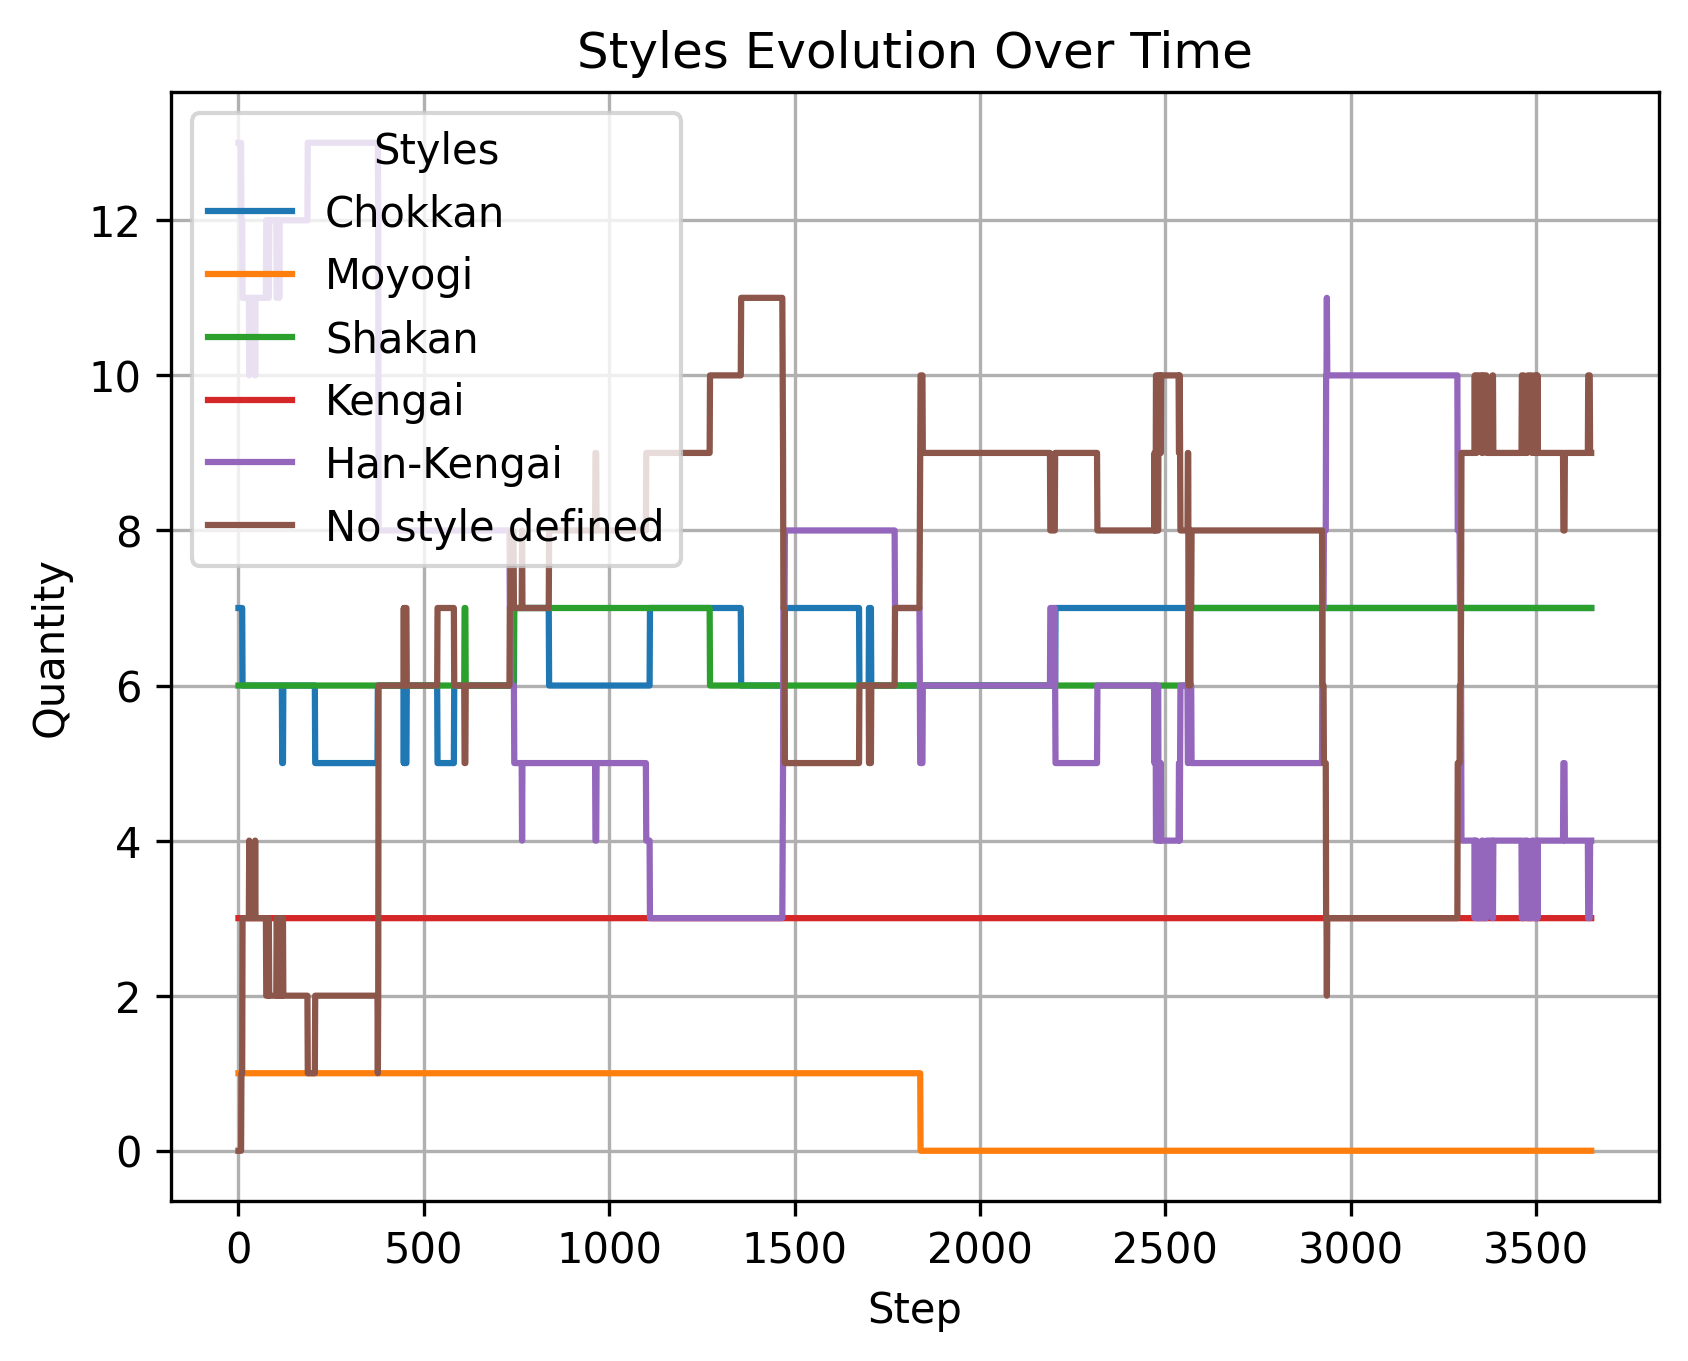 Styles Evolution Over Time
Styles
Chokkan
Moyogi
Shakan
Kengai
Han-Kengai
No style defined
Quantity
12
10
8
6
4
2
0
0 500 1000 1500 2000 2500 3000 3500
Step